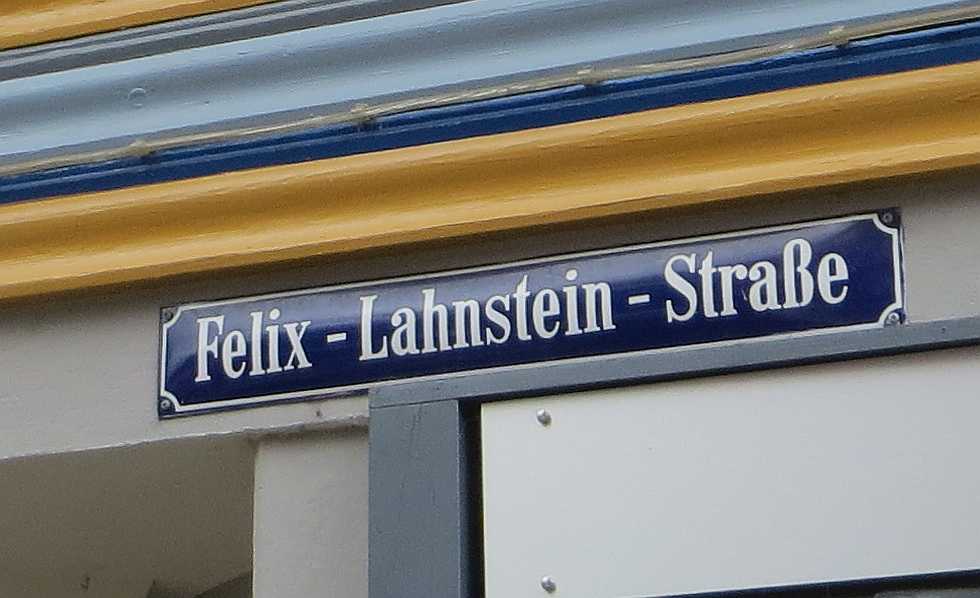 Felix - Lahnstein - Straße